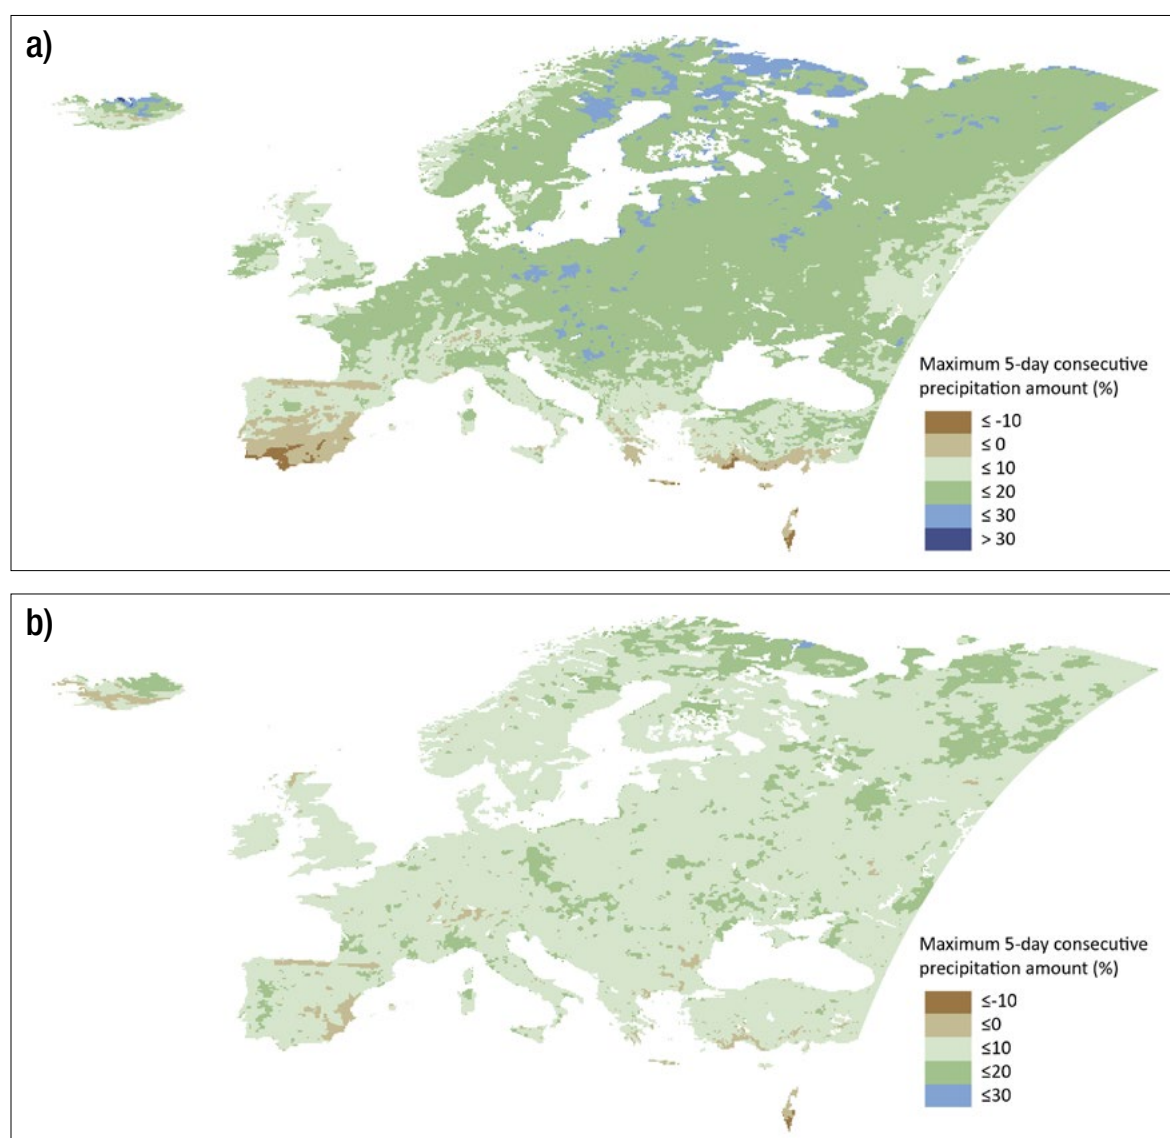 a)
Maximum 5-day consecutive
precipitation amount (%)
≤ -10
≤ 0
≤ 10
≤ 20
≤ 30
> 30
b)
Maximum 5-day consecutive
precipitation amount (%)
≤-10
≤0
≤10
≤20
≤30